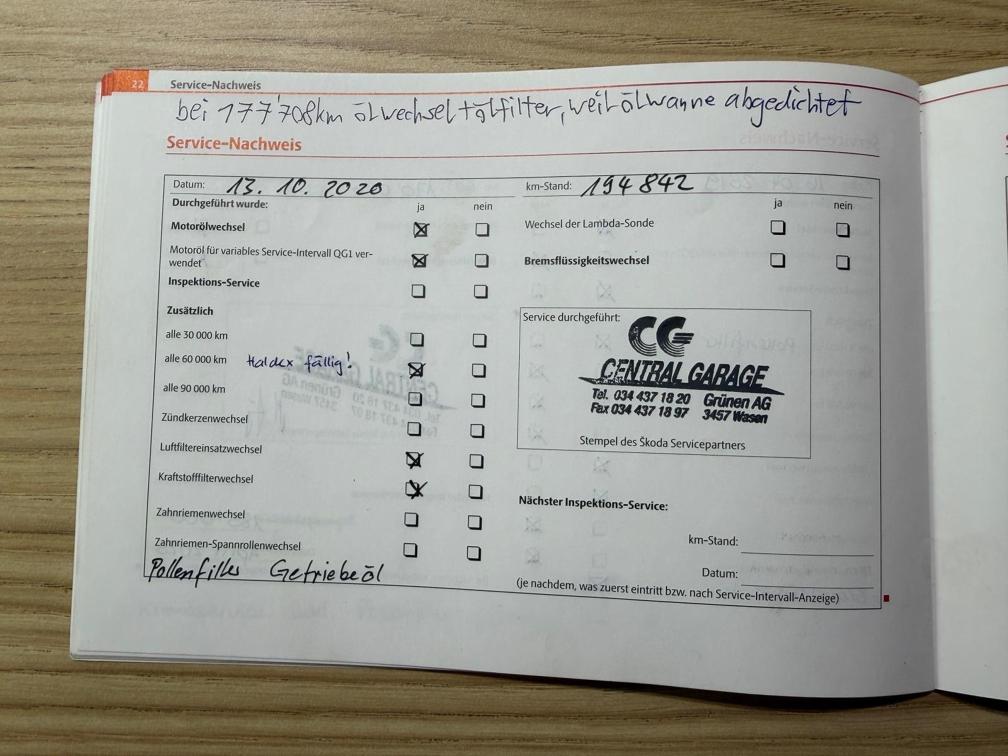 22 Service-Nachweis
bei 177'708km ölwechsel + ölfilter, weil ölwanne abgedichtet
Service-Nachweis
Datum: 13. 10. 2020 km-Stand: 194 842
Durchgeführt wurde: ja nein ja nein
Motorölwechsel Wechsel der Lambda-Sonde
Motoröl für variables Service-Intervall QG1 ver-
wendet
Bremsflüssigkeitswechsel
Inspektions-Service
Zusätzlich
Service durchgeführt:
CG
alle 30 000 km
alle 60 000 km Haldex fällig!
CENTRAL GARAGE
alle 90 000 km
Tel. 034 437 18 20 Grünen AG
Fax 034 437 18 97 3457 Wasen
Zündkerzenwechsel
Stempel des Škoda Servicepartners
Luftfiltereinsatzwechsel
Kraftstofffilterwechsel
Nächster Inspektions-Service:
Zahnriemenwechsel
km-Stand:
Zahnriemen-Spannrollenwechsel
Datum:
Pollenfilter Getriebeöl
(je nachdem, was zuerst eintritt bzw. nach Service-Intervall-Anzeige)